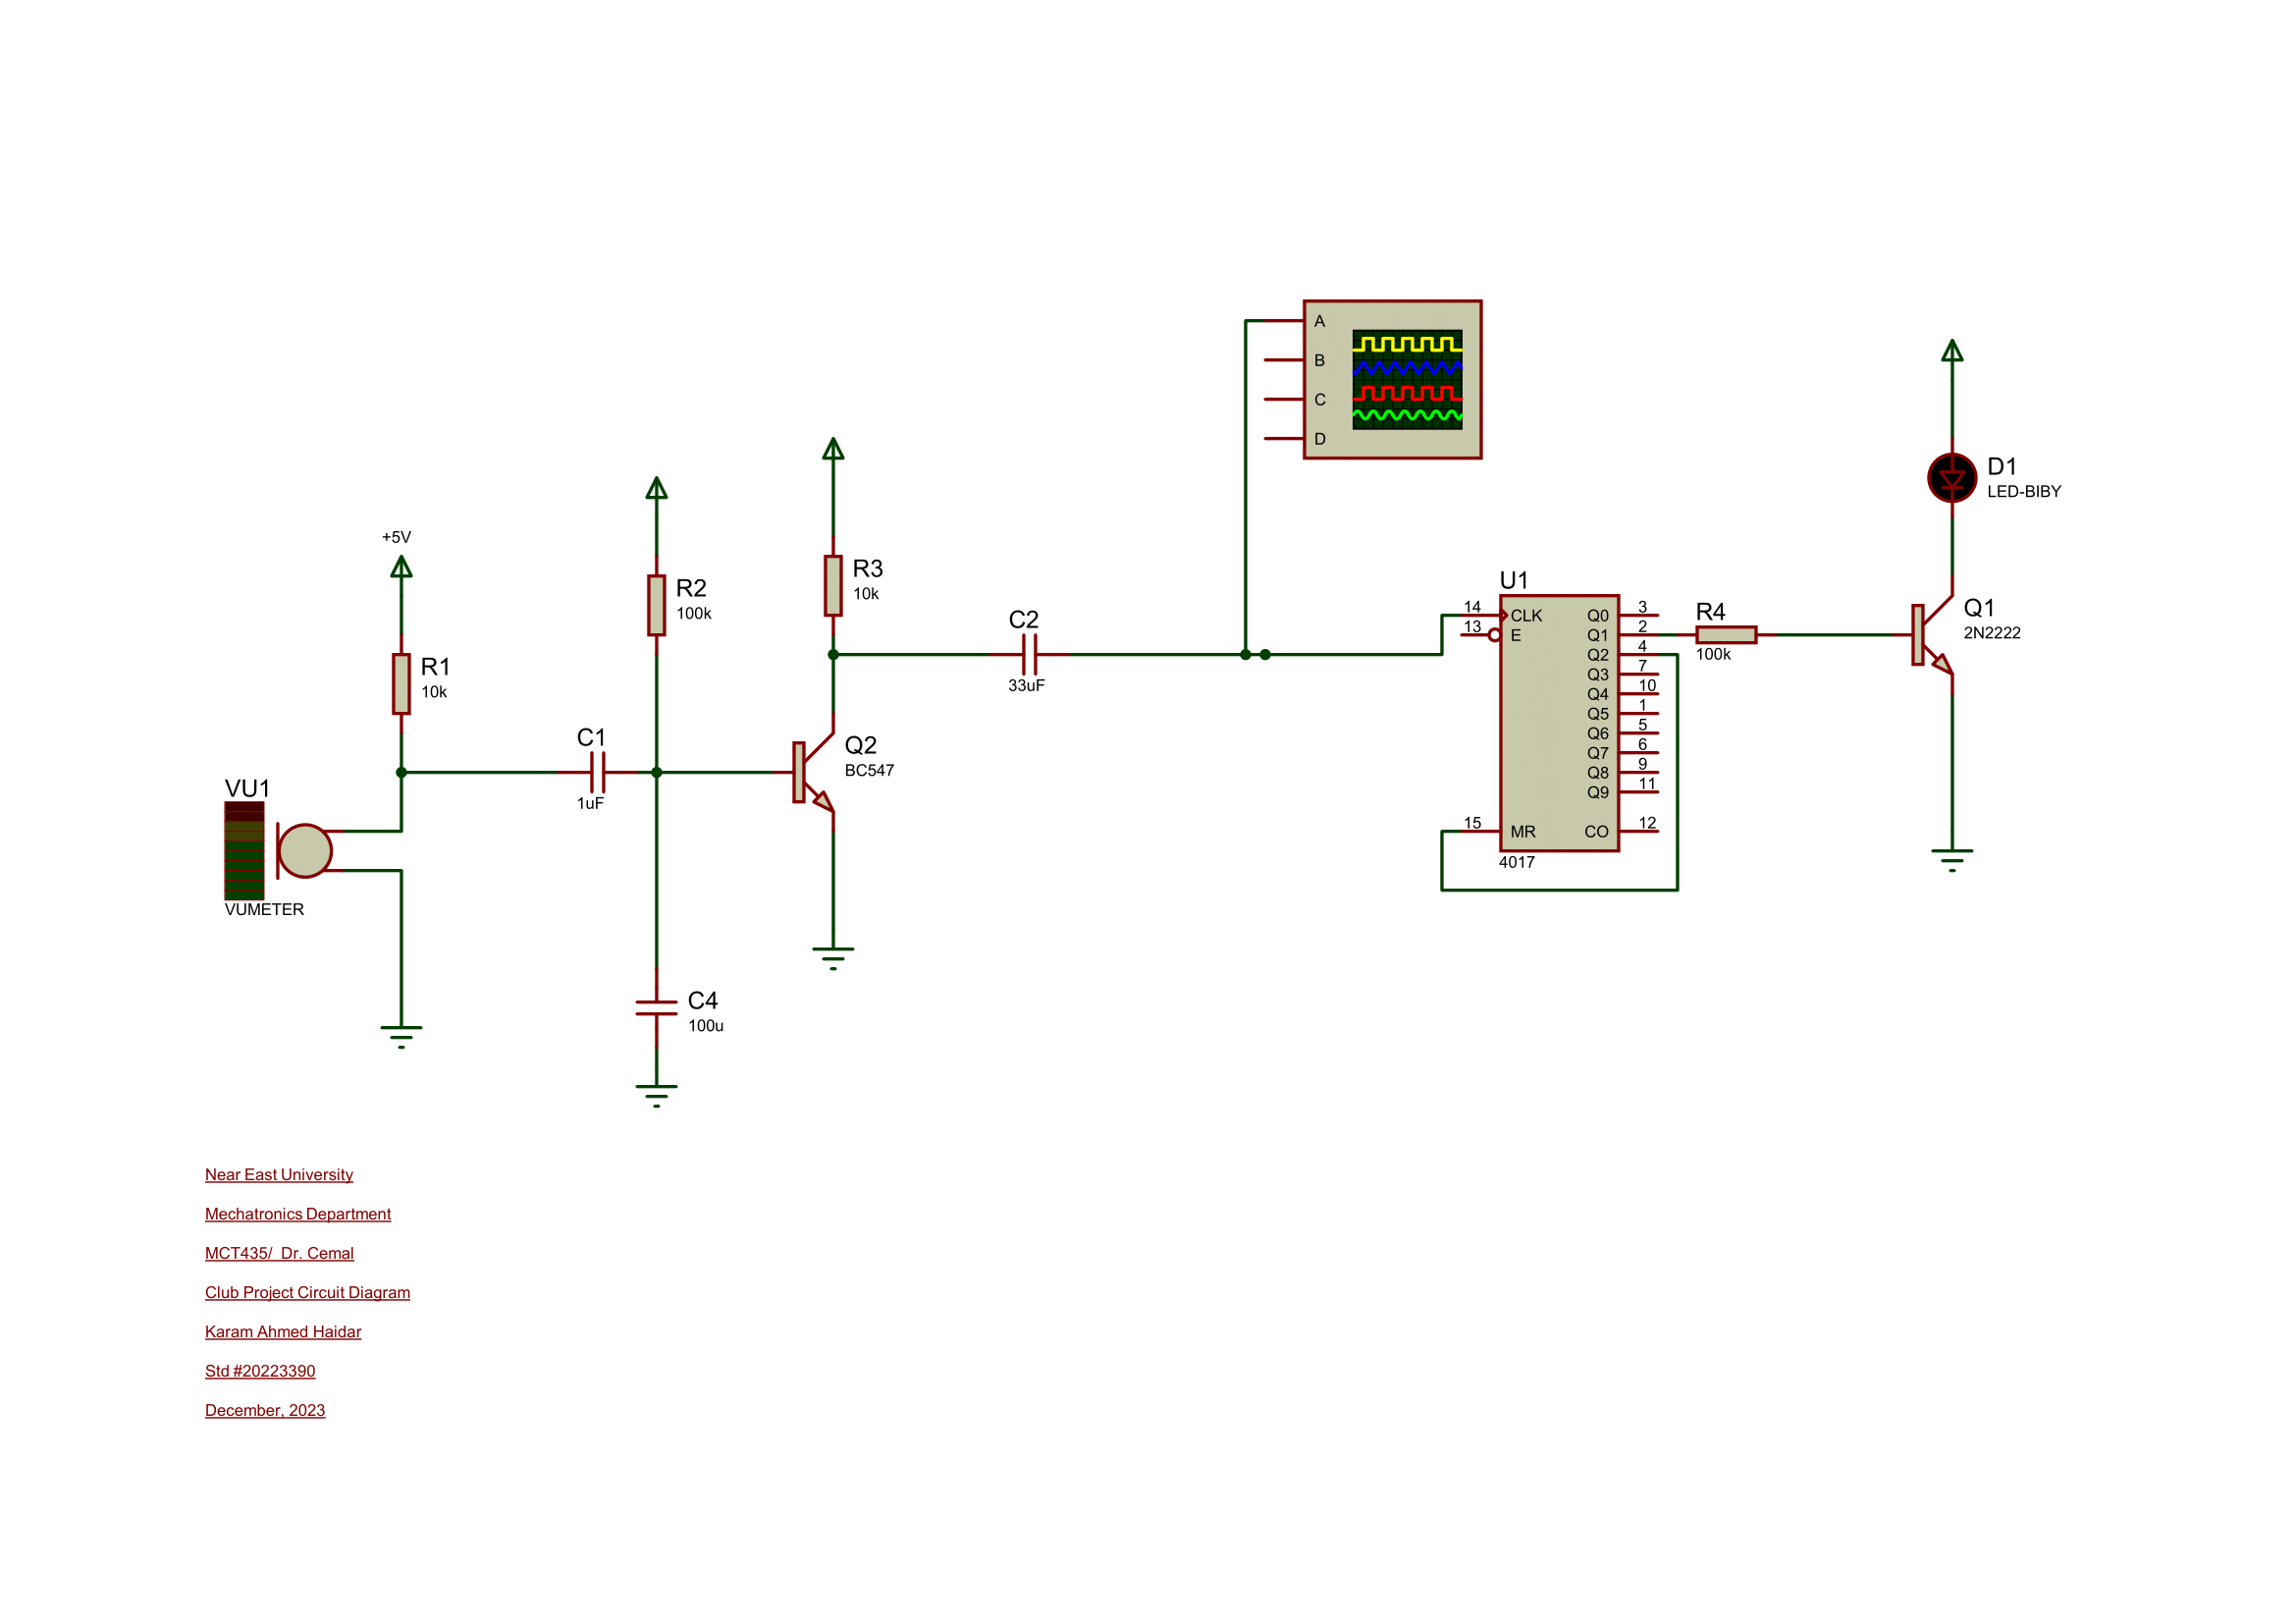 A
B
C
D
D1
LED-BIBY
+5V
R3
10k
R2
100k
C2
33uF
U1
14
CLK
13
E
Q0
3
Q1
2
Q2
4
Q3
7
Q4
10
Q5
1
Q6
5
Q7
6
Q8
9
Q9
11
15
MR
CO
12
4017
R4
100k
Q1
2N2222
R1
10k
C1
1uF
Q2
BC547
VU1
VUMETER
C4
100u
Near East University
Mechatronics Department
MCT435/  Dr. Cemal
Club Project Circuit Diagram
Karam Ahmed Haidar
Std #20223390
December, 2023